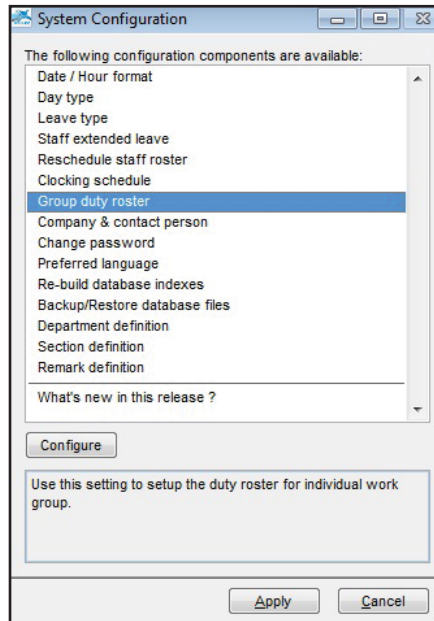 System Configuration
The following configuration components are available:
Date / Hour format
Day type
Leave type
Staff extended leave
Reschedule staff roster
Clocking schedule
Group duty roster
Company & contact person
Change password
Preferred language
Re-build database indexes
Backup/Restore database files
Department definition
Section definition
Remark definition
What's new in this release ?
Configure
Use this setting to setup the duty roster for individual work
group.
Apply
Cancel